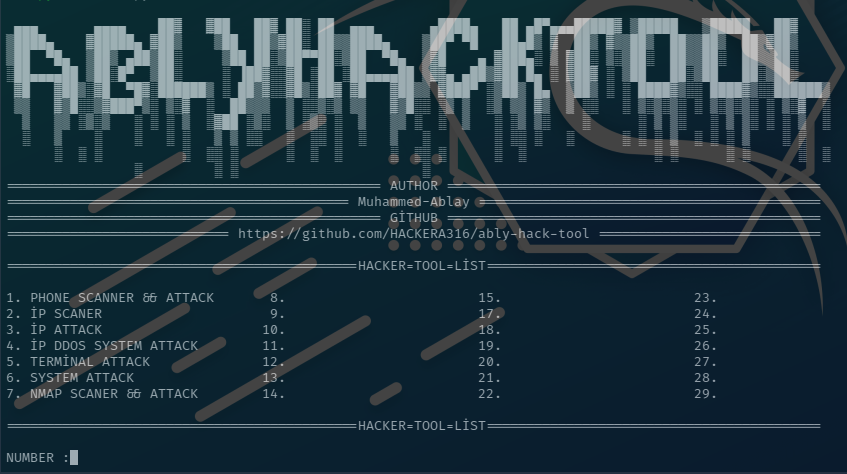 ABLYHACKTOOL
AUTHOR
Muhammed-Ablay
GİTHUB
https://github.com/HACKERA316/ably-hack-tool
HACKER=TOOL=LİST
1. PHONE SCANNER && ATTACK 8. 15. 23.
2. İP SCANER 9. 17. 24.
3. İP ATTACK 10. 18. 25.
4. İP DDOS SYSTEM ATTACK 11. 19. 26.
5. TERMİNAL ATTACK 12. 20. 27.
6. SYSTEM ATTACK 13. 21. 28.
7. NMAP SCANER && ATTACK 14. 22. 29.
HACKER=TOOL=LİST
NUMBER :